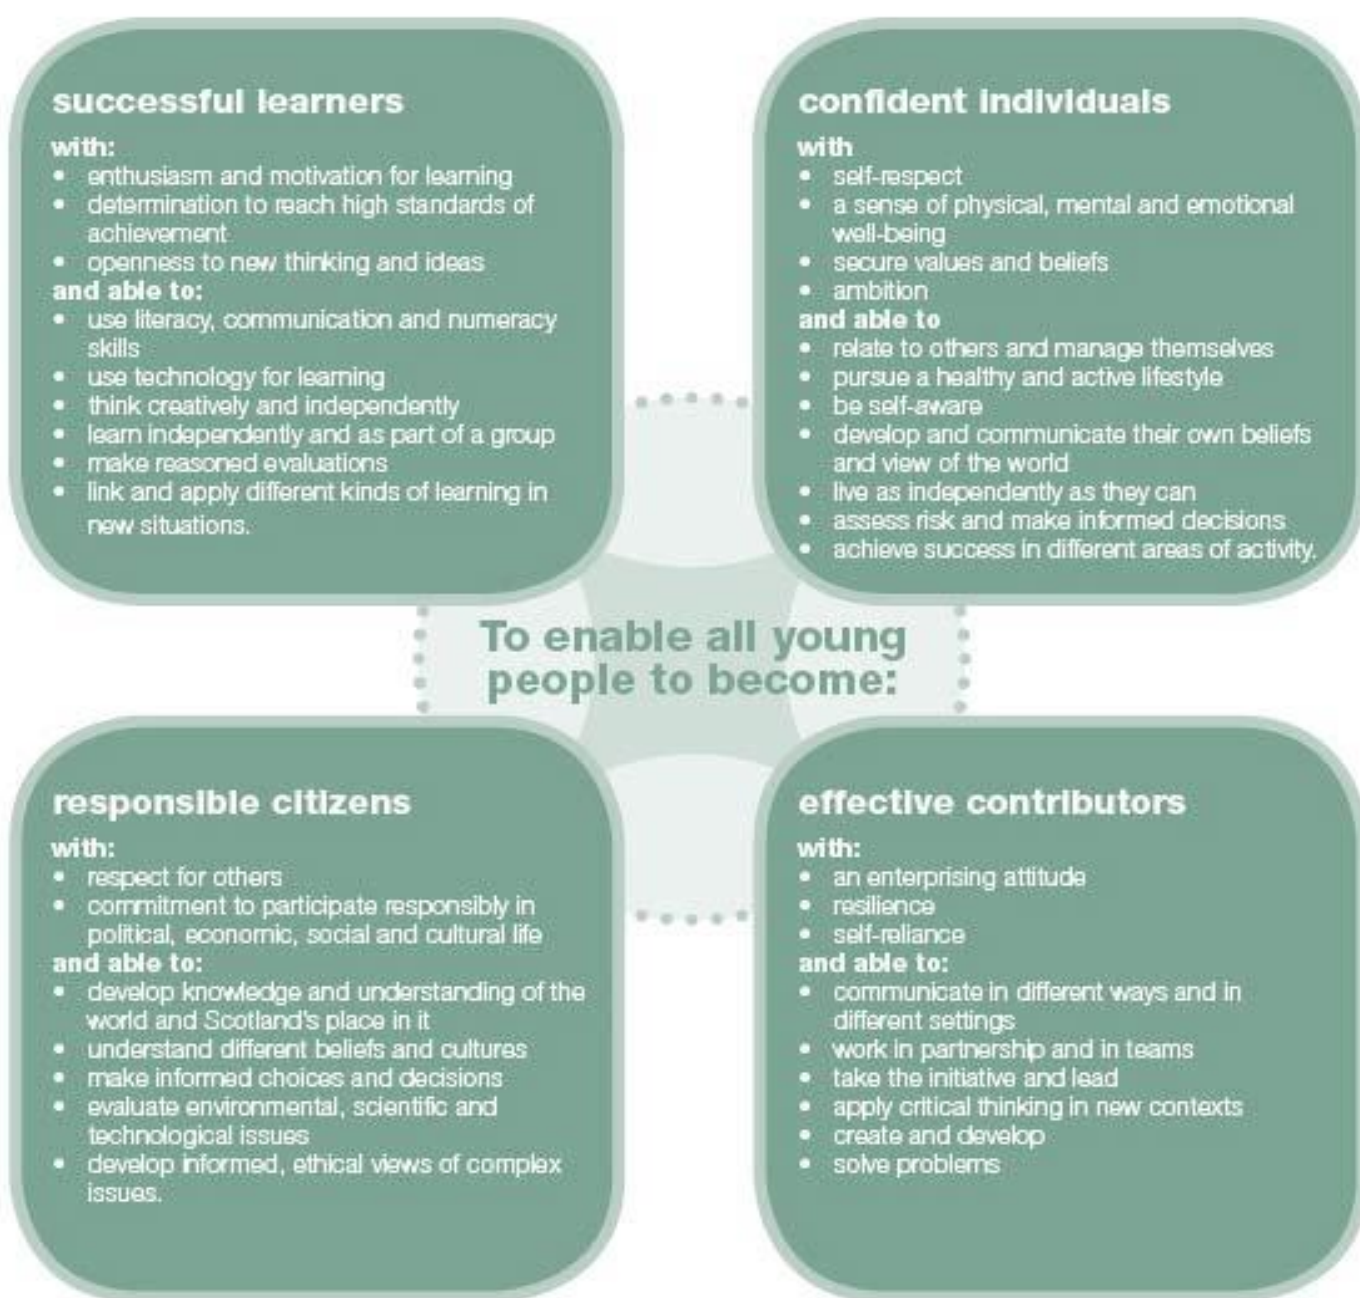 successful learners
with:
• enthusiasm and motivation for learning
• determination to reach high standards of
achievement
• openness to new thinking and ideas
and able to:
• use literacy, communication and numeracy
skills
• use technology for learning
• think creatively and independently
• learn independently and as part of a group
• make reasoned evaluations
• link and apply different kinds of learning in
new situations.
confident individuals
with
• self-respect
• a sense of physical, mental and emotional
well-being
• secure values and beliefs
• ambition
and able to
• relate to others and manage themselves
• pursue a healthy and active lifestyle
• be self-aware
• develop and communicate their own beliefs
and view of the world
• live as independently as they can
• assess risk and make informed decisions
• achieve success in different areas of activity.
To enable all young
people to become:
responsible citizens
with:
• respect for others
• commitment to participate responsibly in
political, economic, social and cultural life
and able to:
• develop knowledge and understanding of the
world and Scotland's place in it
• understand different beliefs and cultures
• make informed choices and decisions
• evaluate environmental, scientific and
technological issues
• develop informed, ethical views of complex
issues.
effective contributors
with:
• an enterprising attitude
• resilience
• self-reliance
and able to:
• communicate in different ways and in
different settings
• work in partnership and in teams
• take the initiative and lead
• apply critical thinking in new contexts
• create and develop
• solve problems